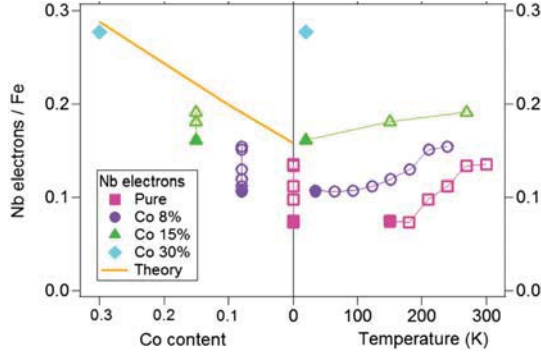 0.3
0.3
0.2
0.2
0.1
0.1
0.0
0.0
Nb electrons / Fe
Nb electrons
Pure
Co 8%
Co 15%
Co 30%
Theory
0.3 0.2 0.1 0 100 200 300
Co content Temperature (K)